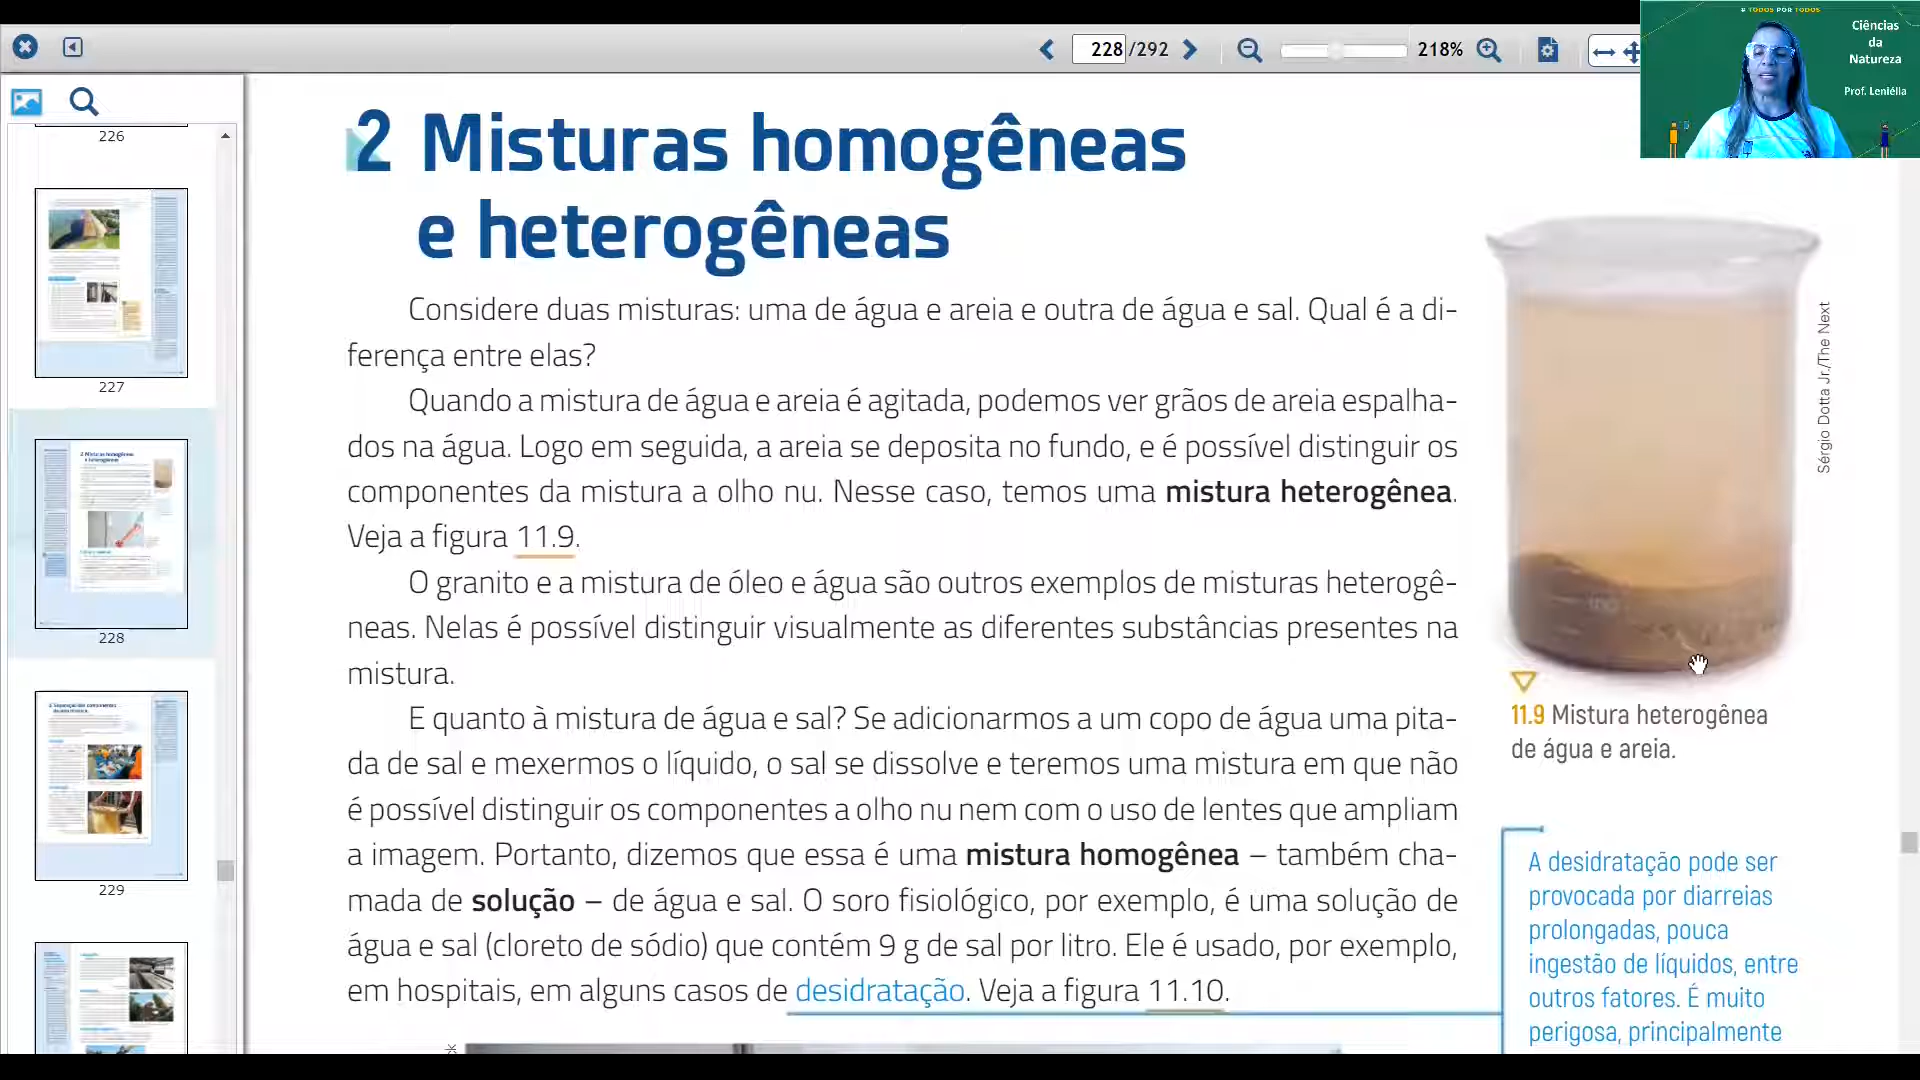 228 /292
218%
# TODOS POR TODOS
Ciências
da
Natureza
Prof. Leniélia
226
227
228
229
2 Misturas homogêneas
e heterogêneas
Considere duas misturas: uma de água e areia e outra de água e sal. Qual é a di-
ferença entre elas?
Quando a mistura de água e areia é agitada, podemos ver grãos de areia espalha-
dos na água. Logo em seguida, a areia se deposita no fundo, e é possível distinguir os
componentes da mistura a olho nu. Nesse caso, temos uma mistura heterogênea.
Veja a figura 11.9.
O granito e a mistura de óleo e água são outros exemplos de misturas heterogê-
neas. Nelas é possível distinguir visualmente as diferentes substâncias presentes na
mistura.
E quanto à mistura de água e sal? Se adicionarmos a um copo de água uma pita-
da de sal e mexermos o líquido, o sal se dissolve e teremos uma mistura em que não
é possível distinguir os componentes a olho nu nem com o uso de lentes que ampliam
a imagem. Portanto, dizemos que essa é uma mistura homogênea – também cha-
mada de solução – de água e sal. O soro fisiológico, por exemplo, é uma solução de
água e sal (cloreto de sódio) que contém 9 g de sal por litro. Ele é usado, por exemplo,
em hospitais, em alguns casos de desidratação. Veja a figura 11.10.
Sérgio Dotta Jr./The Next
11.9 Mistura heterogênea
de água e areia.
A desidratação pode ser
provocada por diarreias
prolongadas, pouca
ingestão de líquidos, entre
outros fatores. É muito
perigosa, principalmente